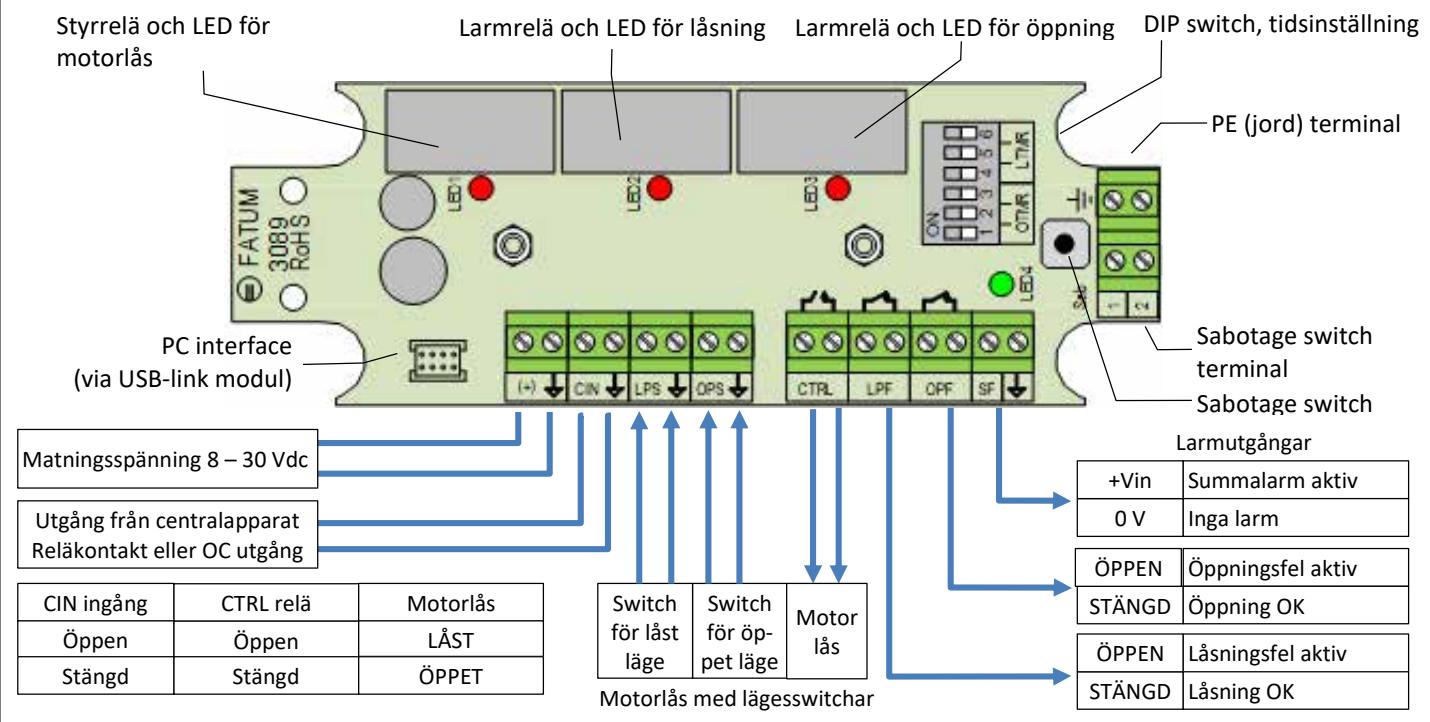 Styrrelä och LED för
motorlås
Larmrelä och LED för låsning
Larmrelä och LED för öppning
DIP switch, tidsinställning
PE (jord) terminal
FATUM
3089
RoHS
LED1
LED2
LED3
ON
1 2 3 4 5 6
OTMR LTMR
LED4
Sab
1 2
PC interface
(via USB-link modul)
(+) CIN LPS OPS
CTRL LPF OPF SF
Sabotage switch
terminal
Sabotage switch
Matningsspänning 8 – 30 Vdc
Utgång från centralapparat
Reläkontakt eller OC utgång
CIN ingång CTRL relä Motorlås
Öppen Öppen LÅST
Stängd Stängd ÖPPET
Switch
för låst
läge
Switch
för öp-
pet läge
Motor
lås
Motorlås med lägesswitchar
Larmutgångar
+Vin Summalarm aktiv
0 V Inga larm
ÖPPEN Öppningsfel aktiv
STÄNGD Öppning OK
ÖPPEN Låsningsfel aktiv
STÄNGD Låsning OK